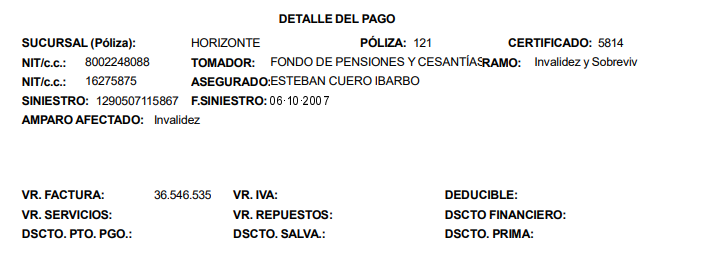 DETALLE DEL PAGO
SUCURSAL (Póliza): HORIZONTE PÓLIZA: 121 CERTIFICADO: 5814
NIT/c.c.: 8002248088 TOMADOR: FONDO DE PENSIONES Y CESANTÍAS RAMO: Invalidez y Sobreviv
NIT/c.c.: 16275875 ASEGURADO: ESTEBAN CUERO IBARBO
SINIESTRO: 1290507115867 F.SINIESTRO: 06·10·2007
AMPARO AFECTADO: Invalidez
VR. FACTURA: 36.546.535 VR. IVA: DEDUCIBLE:
VR. SERVICIOS: VR. REPUESTOS: DSCTO FINANCIERO:
DSCTO. PTO. PGO.: DSCTO. SALVA.: DSCTO. PRIMA: